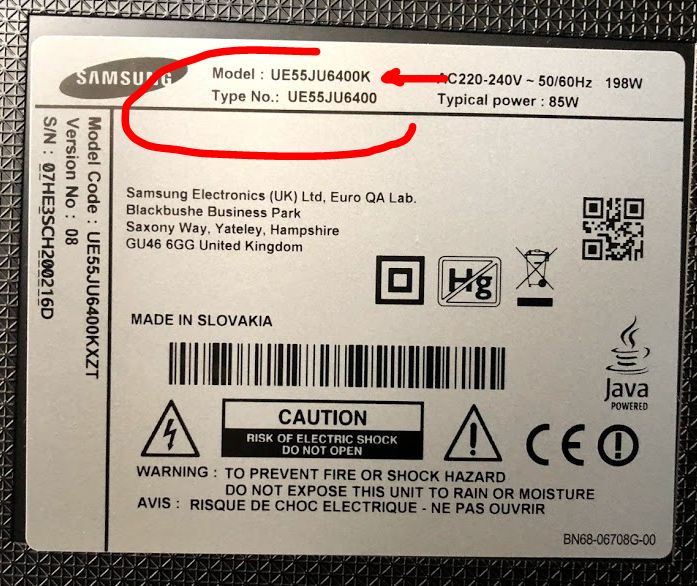 SAMSUNG
Model : UE55JU6400K
AC220-240V ~ 50/60Hz 198W
Type No.: UE55JU6400
Typical power : 85W
Model Code : UE55JU6400KXZT
Version No : 08
S/N : 07HE3SCH200216D
Samsung Electronics (UK) Ltd, Euro QA Lab.
Blackbushe Business Park
Saxony Way, Yateley, Hampshire
GU46 6GG United Kingdom
Hg
MADE IN SLOVAKIA
Java
POWERED
CAUTION
RISK OF ELECTRIC SHOCK
DO NOT OPEN
CE
WARNING : TO PREVENT FIRE OR SHOCK HAZARD
DO NOT EXPOSE THIS UNIT TO RAIN OR MOISTURE
AVIS : RISQUE DE CHOC ELECTRIQUE - NE PAS OUVRIR
BN68-06708G-00